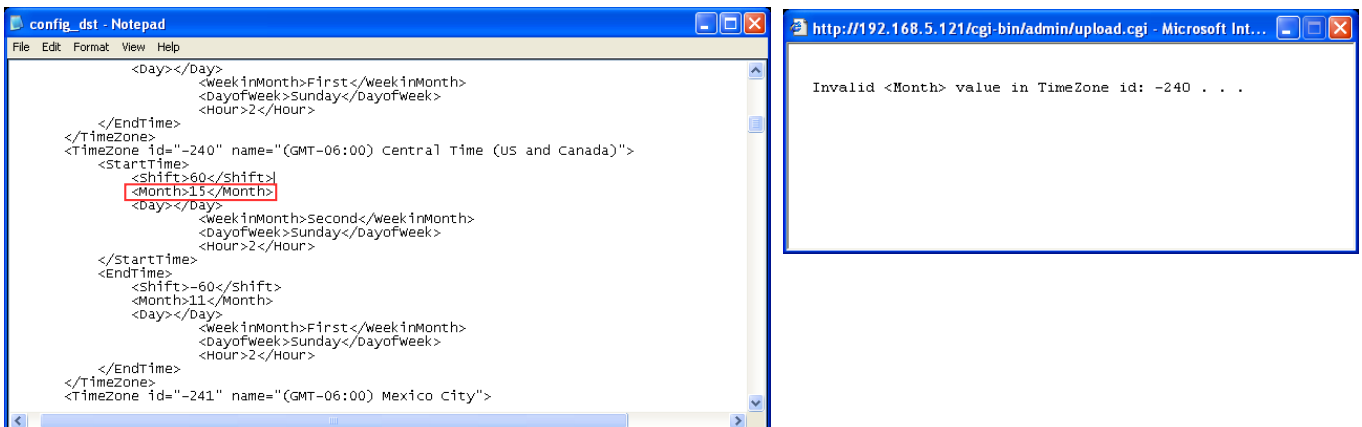 config_dst - Notepad
File Edit Format View Help
<Day></Day>
<WeekInMonth>First</WeekInMonth>
<DayofWeek>Sunday</DayofWeek>
<Hour>2</Hour>
</EndTime>
</TimeZone>
<TimeZone id="-240" name="(GMT-06:00) Central Time (US and Canada)">
<StartTime>
<Shift>60</Shift>
<Month>15</Month>
<Day></Day>
<WeekInMonth>Second</WeekInMonth>
<DayofWeek>Sunday</DayofWeek>
<Hour>2</Hour>
</StartTime>
<EndTime>
<Shift>-60</Shift>
<Month>11</Month>
<Day></Day>
<WeekInMonth>First</WeekInMonth>
<DayofWeek>Sunday</DayofWeek>
<Hour>2</Hour>
</EndTime>
</TimeZone>
<TimeZone id="-241" name="(GMT-06:00) Mexico City">
http://192.168.5.121/cgi-bin/admin/upload.cgi - Microsoft Int...
Invalid <Month> value in TimeZone id: -240 . . .